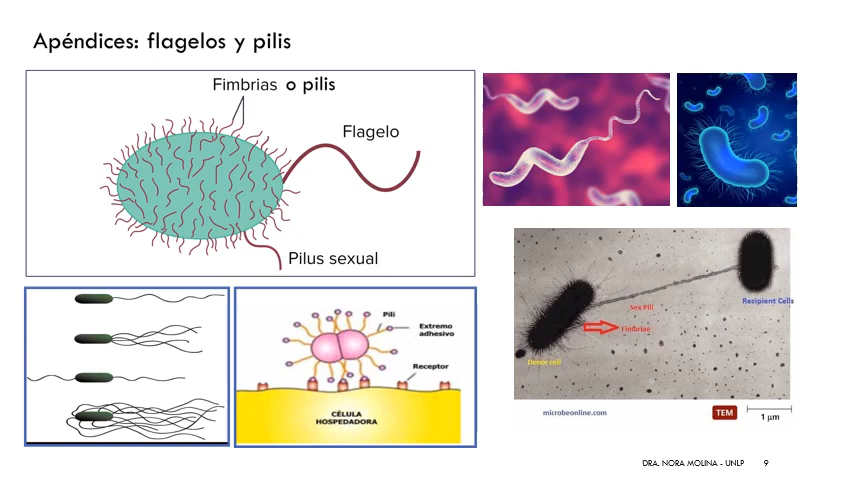 Apéndices: flagelos y pilis
Fimbrias o pilis
Flagelo
Pilus sexual
Pili
Extremo
adhesivo
Receptor
CÉLULA
HOSPEDADORA
Recipient Cells
Sex Pili
Fimbriae
Donor cell
microbeonline.com
TEM
1 µm
DRA. NORA MOLINA - UNLP
9